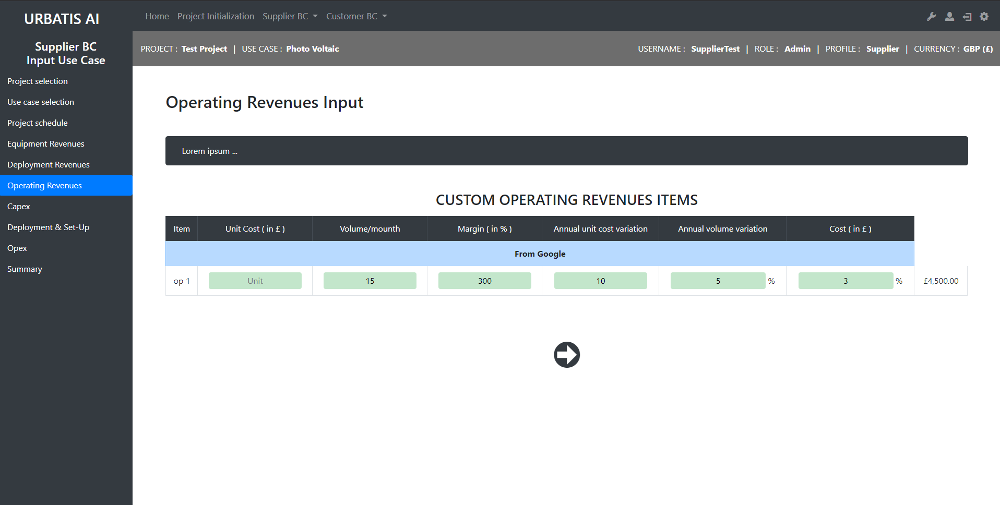 URBATIS AI
Home Project Initialization Supplier BC Customer BC
Supplier BC
Input Use Case
PROJECT : Test Project | USE CASE : Photo Voltaic
USERNAME : SupplierTest | ROLE : Admin | PROFILE : Supplier | CURRENCY : GBP (£)
Project selection
Use case selection
Project schedule
Equipment Revenues
Deployment Revenues
Operating Revenues
Capex
Deployment & Set-Up
Opex
Summary
Operating Revenues Input
Lorem ipsum ...
CUSTOM OPERATING REVENUES ITEMS
Item Unit Cost ( in £ ) Volume/mounth Margin ( in % ) Annual unit cost variation Annual volume variation Cost ( in £ )
From Google
op 1 Unit 15 300 10 5 % 3 % £4,500.00